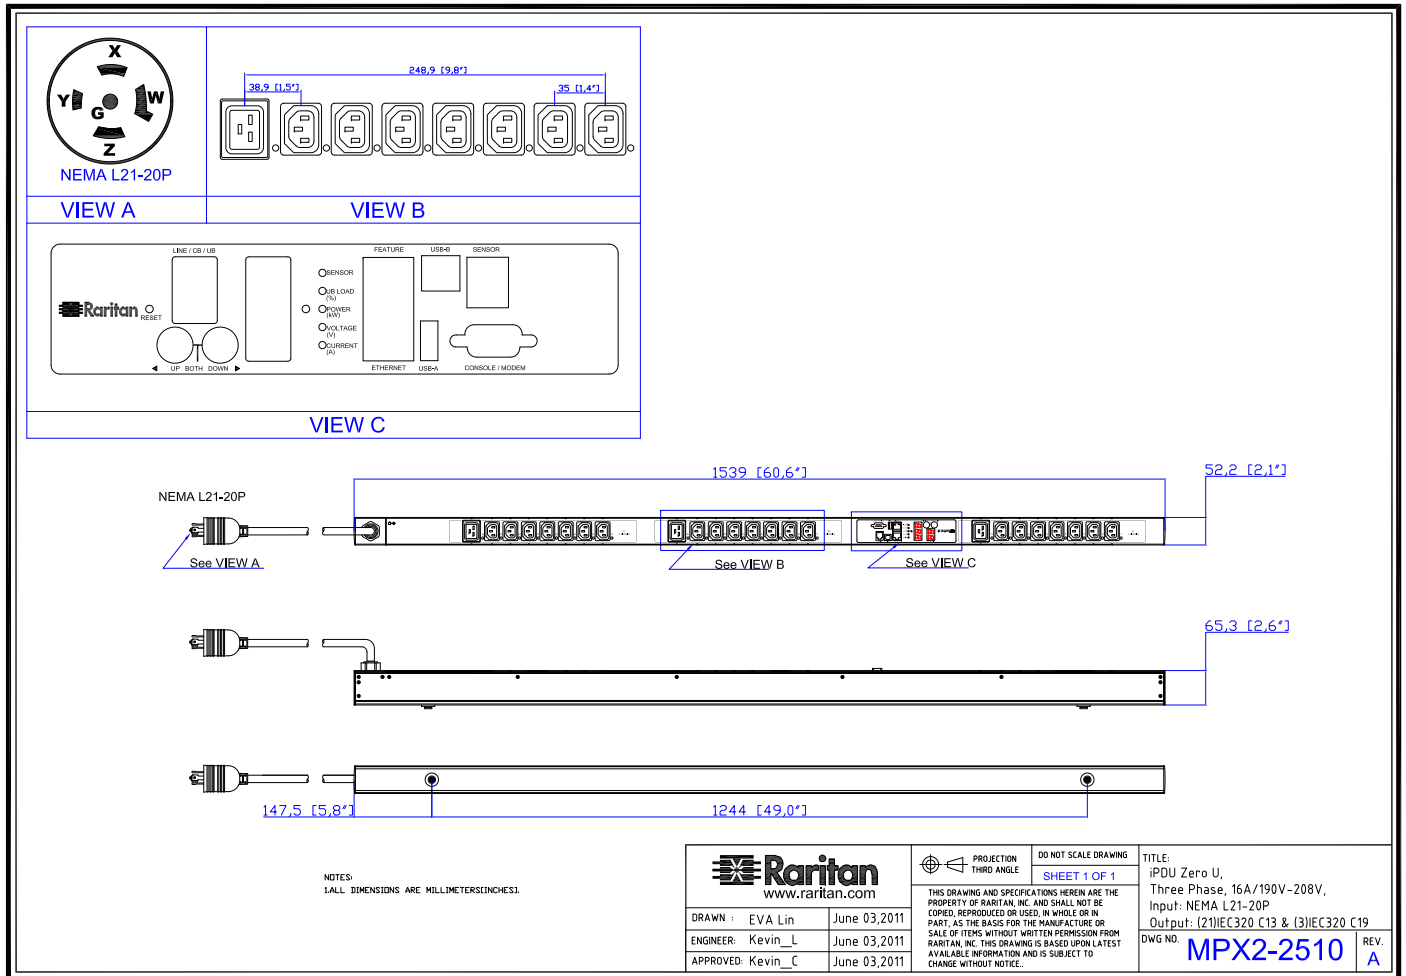 X
Y
W
G
Z
NEMA L21-20P
VIEW A
248,9 [9,8"]
38,9 [1,5"]
35 [1,4"]
VIEW B
LINE / CB / UB
FEATURE
USB-B
SENSOR
SENSOR
UB LOAD
(%)
Raritan
RESET
POWER
(kW)
VOLTAGE
(V)
CURRENT
(A)
UP BOTH DOWN
ETHERNET
USB-A
CONSOLE / MODEM
VIEW C
1539 [60,6"]
52,2 [2,1"]
NEMA L21-20P
See VIEW A
See VIEW B
See VIEW C
65,3 [2,6"]
147,5 [5,8"]
1244 [49,0"]
NOTES:
1.ALL DIMENSIONS ARE MILLIMETERS[INCHES].
Raritan
www.raritan.com
DRAWN : EVA Lin June 03,2011
ENGINEER: Kevin_L June 03,2011
APPROVED: Kevin_C June 03,2011
PROJECTION
THIRD ANGLE
DO NOT SCALE DRAWING
SHEET 1 OF 1
THIS DRAWING AND SPECIFICATIONS HEREIN ARE THE
PROPERTY OF RARITAN, INC. AND SHALL NOT BE
COPIED, REPRODUCED OR USED, IN WHOLE OR IN
PART, AS THE BASIS FOR THE MANUFACTURE OR
SALE OF ITEMS WITHOUT WRITTEN PERMISSION FROM
RARITAN, INC. THIS DRAWING IS BASED UPON LATEST
AVAILABLE INFORMATION AND IS SUBJECT TO
CHANGE WITHOUT NOTICE..
TITLE:
iPDU Zero U,
Three Phase, 16A/190V-208V,
Input: NEMA L21-20P
Output: (21)IEC320 C13 & (3)IEC320 C19
DWG NO. MPX2-2510
REV.
A